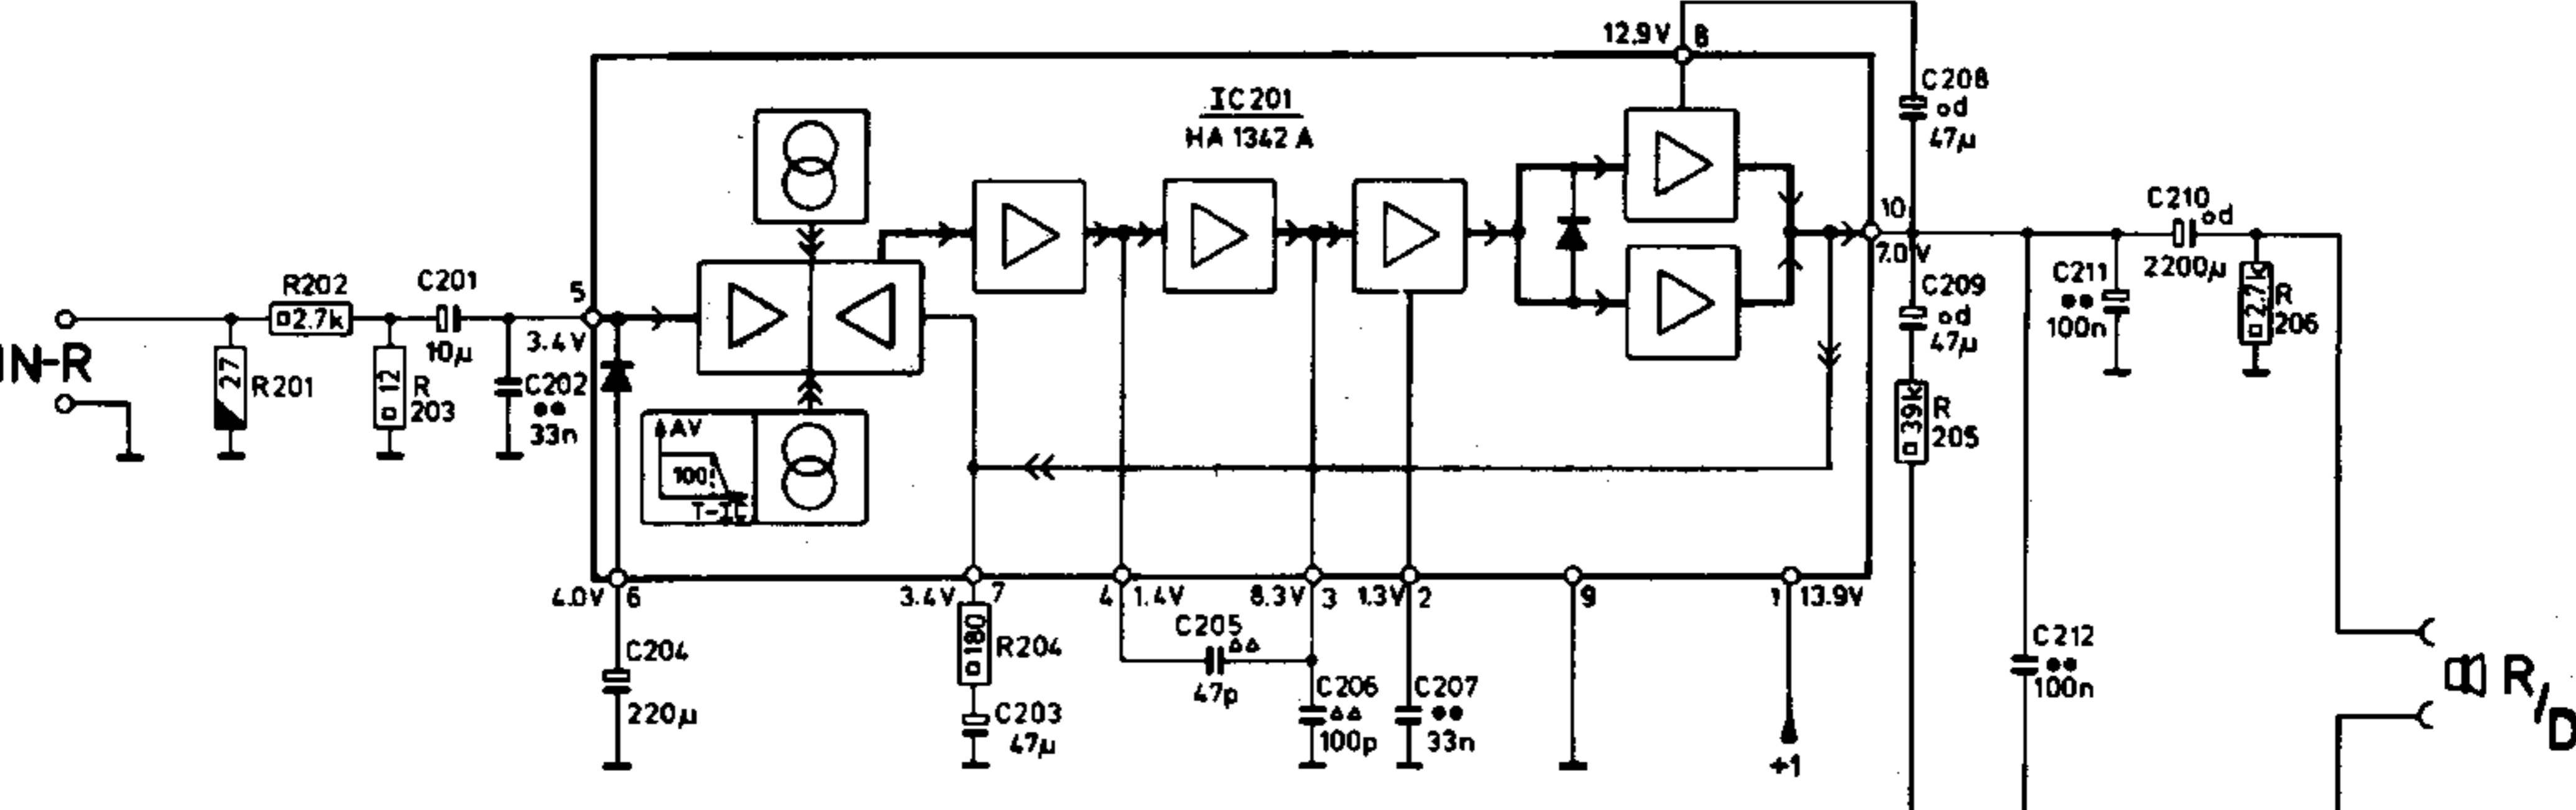 12.9V 8
IC201
HA 1342 A
C208
od
47µ
10
7.0V
C210
od
2200µ
C211
100n
2.7k
R
206
C209
od
47µ
39k
R
205
R202
2.7k
C201
10µ
5
3.4V
IN-R
27
R201
12
R
203
C202
33n
AV
100
4.0V 6
3.4V 7
4 1.4V
8.3V 3
1.3V 2
9
1 13.9V
C204
220µ
180
R204
C203
47µ
C205
47p
C206
100p
C207
33n
+1
C212
100n
R/D